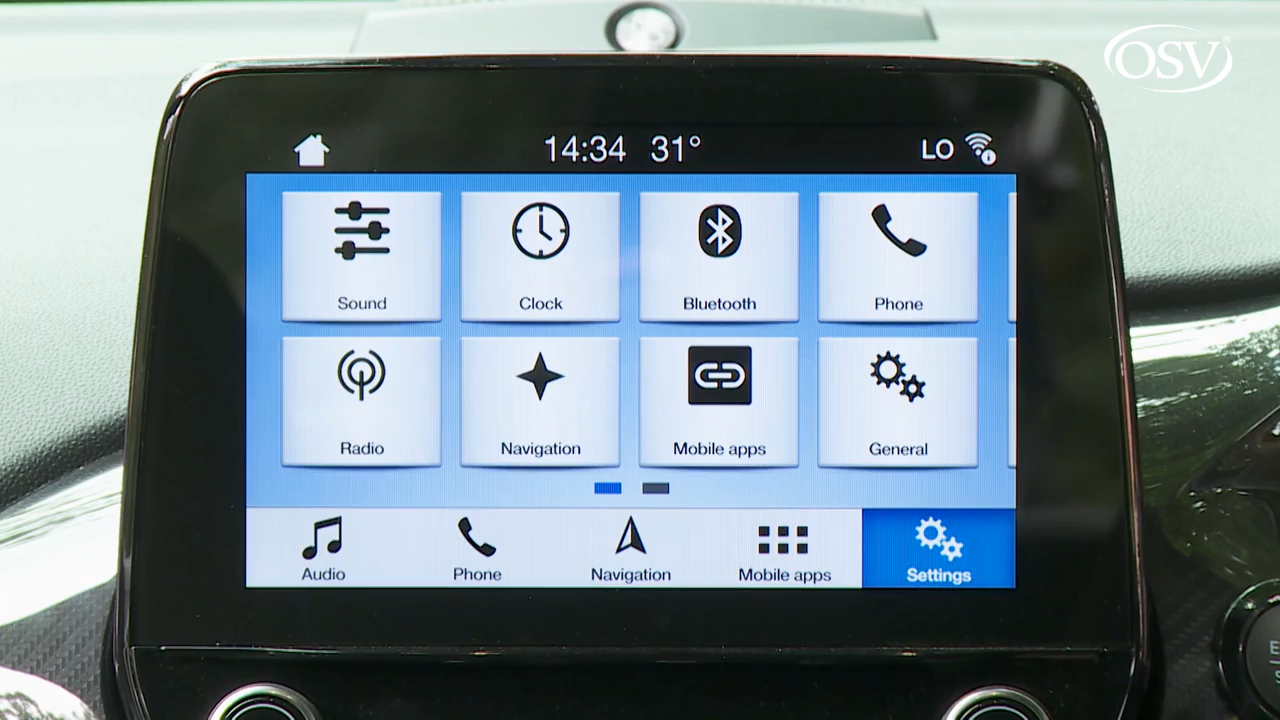 OSV
14:34 31° LO
Sound Clock Bluetooth Phone
Radio Navigation Mobile apps General
Audio Phone Navigation Mobile apps Settings